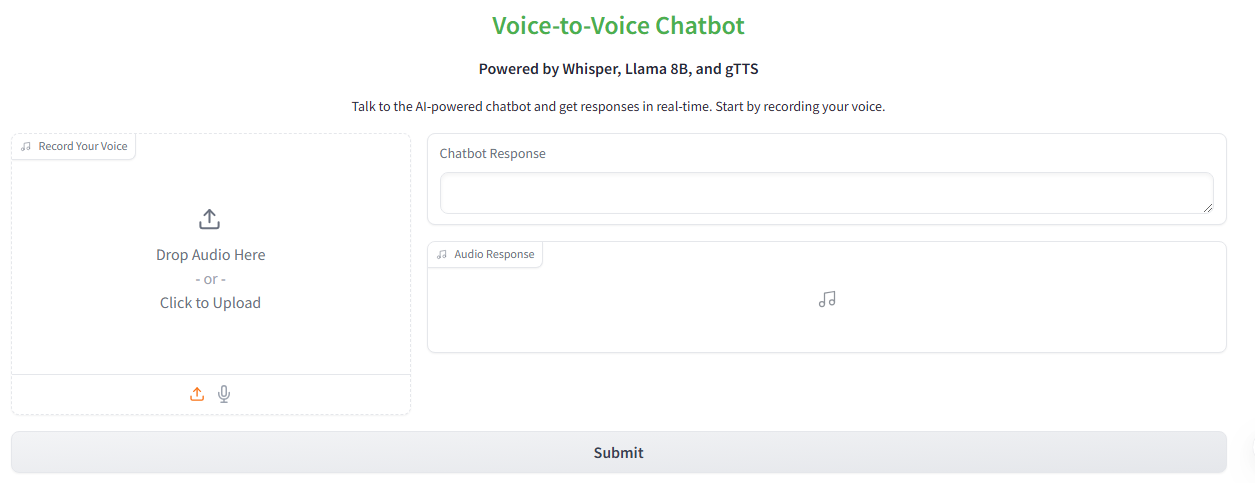 Voice-to-Voice Chatbot
Powered by Whisper, Llama 8B, and gTTS
Talk to the AI-powered chatbot and get responses in real-time. Start by recording your voice.
Record Your Voice
Drop Audio Here
- or -
Click to Upload
Chatbot Response
Audio Response
Submit